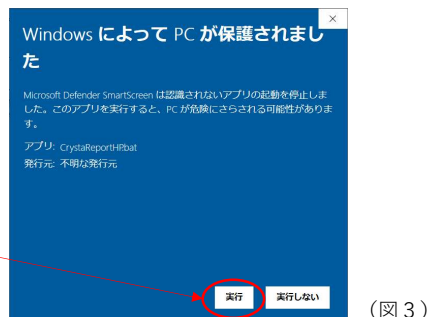 Windows によって PC が保護されまし
た
Microsoft Defender SmartScreen は認識されないアプリの起動を停止しま
した。このアプリを実行すると、PC が危険にさらされる可能性がありま
す。
アプリ: CrystaReportHP.bat
発行元: 不明な発行元
実行 実行しない
（図３）